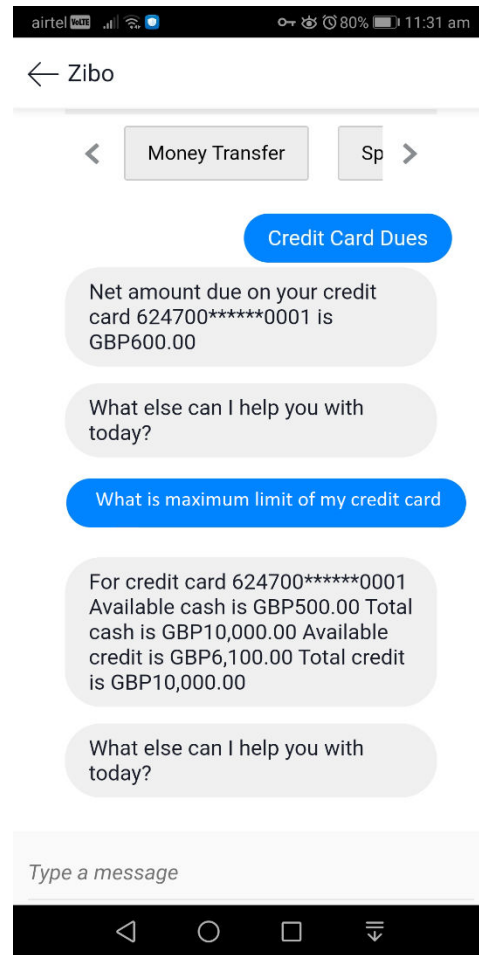 airtel VoLTE 80% 11:31 am
Zibo
Money Transfer Sp
Credit Card Dues
Net amount due on your credit
card 624700******0001 is
GBP600.00
What else can I help you with
today?
What is maximum limit of my credit card
For credit card 624700******0001
Available cash is GBP500.00 Total
cash is GBP10,000.00 Available
credit is GBP6,100.00 Total credit
is GBP10,000.00
What else can I help you with
today?
Type a message